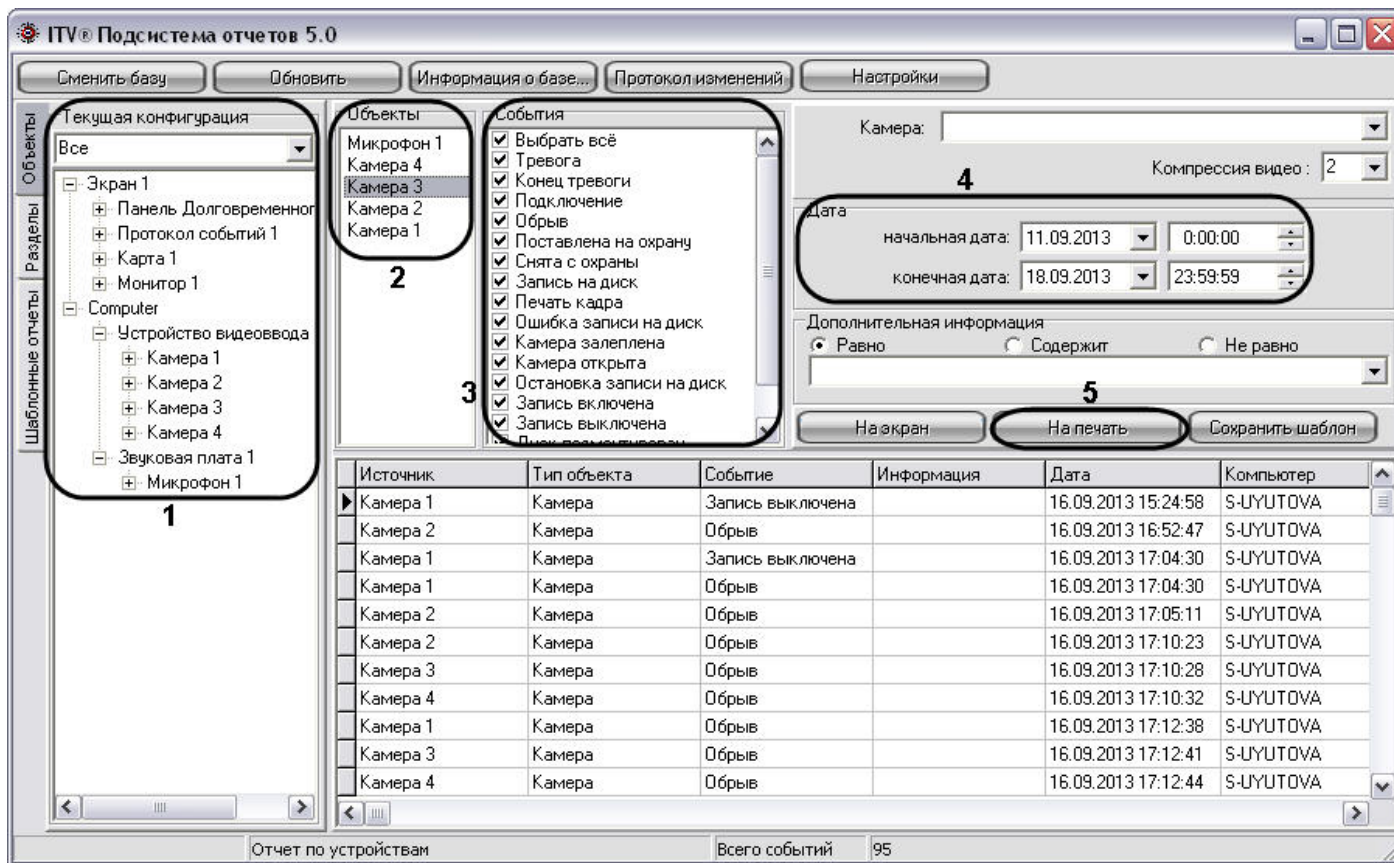 ITV® Подсистема отчетов 5.0
Сменить базу Обновить Информация о базе... Протокол изменений Настройки
Объекты
Разделы
Шаблонные отчеты
Текущая конфигурация
Все
Экран 1
Панель Долговременног
Протокол событий 1
Карта 1
Монитор 1
Computer
Устройство видеоввода
Камера 1
Камера 2
Камера 3
Камера 4
Звуковая плата 1
Микрофон 1
1
Объекты
Микрофон 1
Камера 4
Камера 3
Камера 2
Камера 1
2
События
Выбрать всё
Тревога
Конец тревоги
Подключение
Обрыв
Поставлена на охрану
Снята с охраны
Запись на диск
Печать кадра
Ошибка записи на диск
Камера залеплена
Камера открыта
Остановка записи на диск
Запись включена
Запись выключена
3
Камера:
Компрессия видео : 2
4
Дата
начальная дата: 11.09.2013 0:00:00
конечная дата: 18.09.2013 23:59:59
Дополнительная информация
Равно Содержит Не равно
5
На экран На печать Сохранить шаблон
Источник Тип объекта Событие Информация Дата Компьютер
Камера 1 Камера Запись выключена 16.09.2013 15:24:58 S-UYUTOVA
Камера 2 Камера Обрыв 16.09.2013 16:52:47 S-UYUTOVA
Камера 1 Камера Запись выключена 16.09.2013 17:04:30 S-UYUTOVA
Камера 1 Камера Обрыв 16.09.2013 17:04:30 S-UYUTOVA
Камера 2 Камера Обрыв 16.09.2013 17:05:11 S-UYUTOVA
Камера 2 Камера Обрыв 16.09.2013 17:10:23 S-UYUTOVA
Камера 3 Камера Обрыв 16.09.2013 17:10:28 S-UYUTOVA
Камера 4 Камера Обрыв 16.09.2013 17:10:32 S-UYUTOVA
Камера 1 Камера Обрыв 16.09.2013 17:12:38 S-UYUTOVA
Камера 3 Камера Обрыв 16.09.2013 17:12:41 S-UYUTOVA
Камера 4 Камера Обрыв 16.09.2013 17:12:44 S-UYUTOVA
Отчет по устройствам Всего событий 95